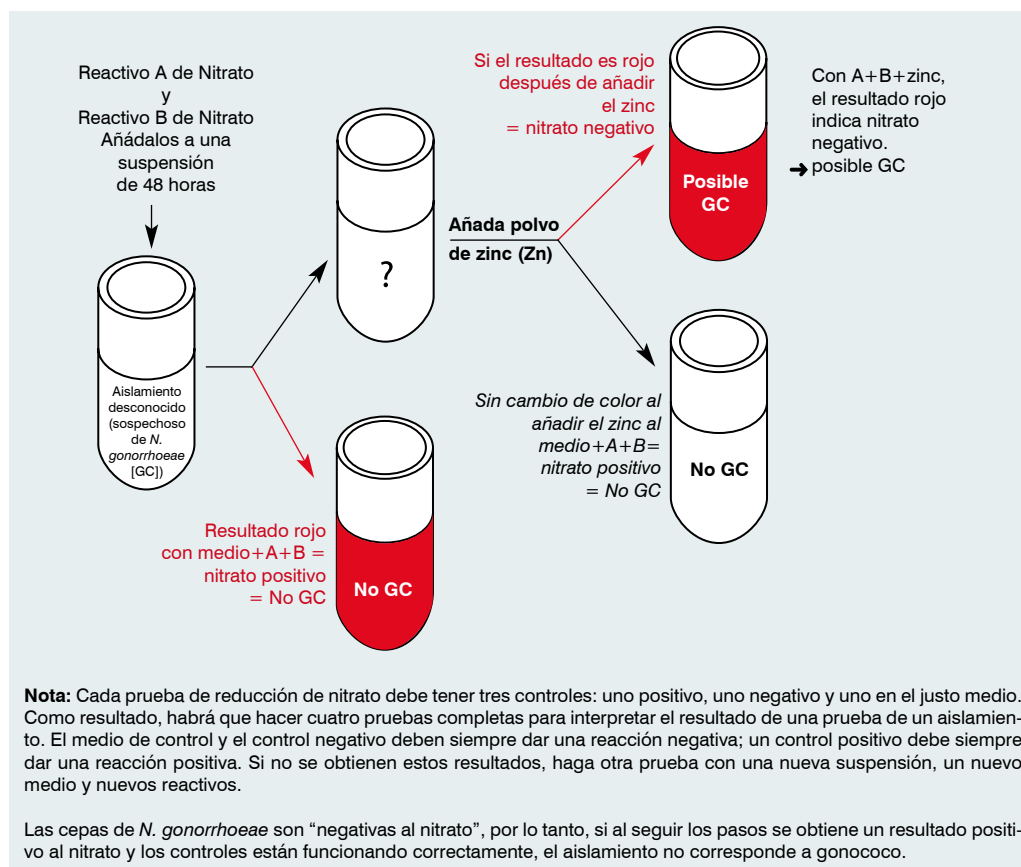 Reactivo A de Nitrato
y
Reactivo B de Nitrato
Añádalos a una
suspensión
de 48 horas
Aislamiento
desconocido
(sospechoso
de N.
gonorrhoeae
[GC])
?
Resultado rojo
con medio+A+B =
nitrato positivo
= No GC
No GC
Añada polvo
de zinc (Zn)
Si el resultado es rojo
después de añadir
el zinc
= nitrato negativo
Posible
GC
Con A+B+zinc,
el resultado rojo
indica nitrato
negativo.
➜ posible GC
Sin cambio de color al
añadir el zinc al
medio+A+B=
nitrato positivo
= No GC
No GC
Nota: Cada prueba de reducción de nitrato debe tener tres controles: uno positivo, uno negativo y uno en el justo medio.
Como resultado, habrá que hacer cuatro pruebas completas para interpretar el resultado de una prueba de un aislamien-
to. El medio de control y el control negativo deben siempre dar una reacción negativa; un control positivo debe siempre
dar una reacción positiva. Si no se obtienen estos resultados, haga otra prueba con una nueva suspensión, un nuevo
medio y nuevos reactivos.
Las cepas de N. gonorrhoeae son “negativas al nitrato”, por lo tanto, si al seguir los pasos se obtiene un resultado positi-
vo al nitrato y los controles están funcionando correctamente, el aislamiento no corresponde a gonococo.